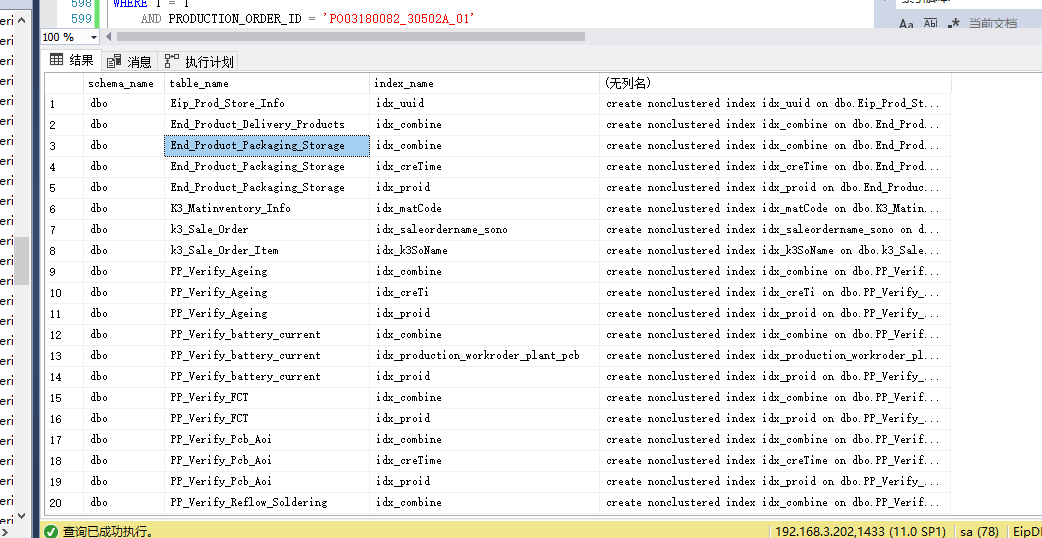 598 WHERE 1 = 1
599 AND PRODUCTION_ORDER_ID = 'P003180082_30502A_01'
Aa Abl .* 当前文档
100 %
结果 消息 执行计划
schema_name table_name index_name (无列名)
1 dbo Eip_Prod_Store_Info idx_uuid create nonclustered index idx_uuid on dbo.Eip_Prod_St...
2 dbo End_Product_Delivery_Products idx_combine create nonclustered index idx_combine on dbo.End_Prod...
3 dbo End_Product_Packaging_Storage idx_combine create nonclustered index idx_combine on dbo.End_Prod...
4 dbo End_Product_Packaging_Storage idx_creTime create nonclustered index idx_creTime on dbo.End_Prod...
5 dbo End_Product_Packaging_Storage idx_proid create nonclustered index idx_proid on dbo.End_Produc...
6 dbo K3_Matinventory_Info idx_matCode create nonclustered index idx_matCode on dbo.K3_Matin...
7 dbo k3_Sale_Order idx_saleordername_sono create nonclustered index idx_saleordername_sono on d...
8 dbo k3_Sale_Order_Item idx_k3SoName create nonclustered index idx_k3SoName on dbo.k3_Sale...
9 dbo PP_Verify_Ageing idx_combine create nonclustered index idx_combine on dbo.PP_Verif...
10 dbo PP_Verify_Ageing idx_creTi create nonclustered index idx_creTi on dbo.PP_Verify_...
11 dbo PP_Verify_Ageing idx_proid create nonclustered index idx_proid on dbo.PP_Verify_...
12 dbo PP_Verify_battery_current idx_combine create nonclustered index idx_combine on dbo.PP_Verif...
13 dbo PP_Verify_battery_current idx_production_workroder_plant_pcb create nonclustered index idx_production_workroder_pl...
14 dbo PP_Verify_battery_current idx_proid create nonclustered index idx_proid on dbo.PP_Verify_...
15 dbo PP_Verify_FCT idx_combine create nonclustered index idx_combine on dbo.PP_Verif...
16 dbo PP_Verify_FCT idx_proid create nonclustered index idx_proid on dbo.PP_Verify_...
17 dbo PP_Verify_Pcb_Aoi idx_combine create nonclustered index idx_combine on dbo.PP_Verif...
18 dbo PP_Verify_Pcb_Aoi idx_creTime create nonclustered index idx_creTime on dbo.PP_Verif...
19 dbo PP_Verify_Pcb_Aoi idx_proid create nonclustered index idx_proid on dbo.PP_Verify_...
20 dbo PP_Verify_Reflow_Soldering idx_combine create nonclustered index idx_combine on dbo.PP_Verif...
查询已成功执行。 192.168.3.202,1433 (11.0 SP1) sa (78) EipD